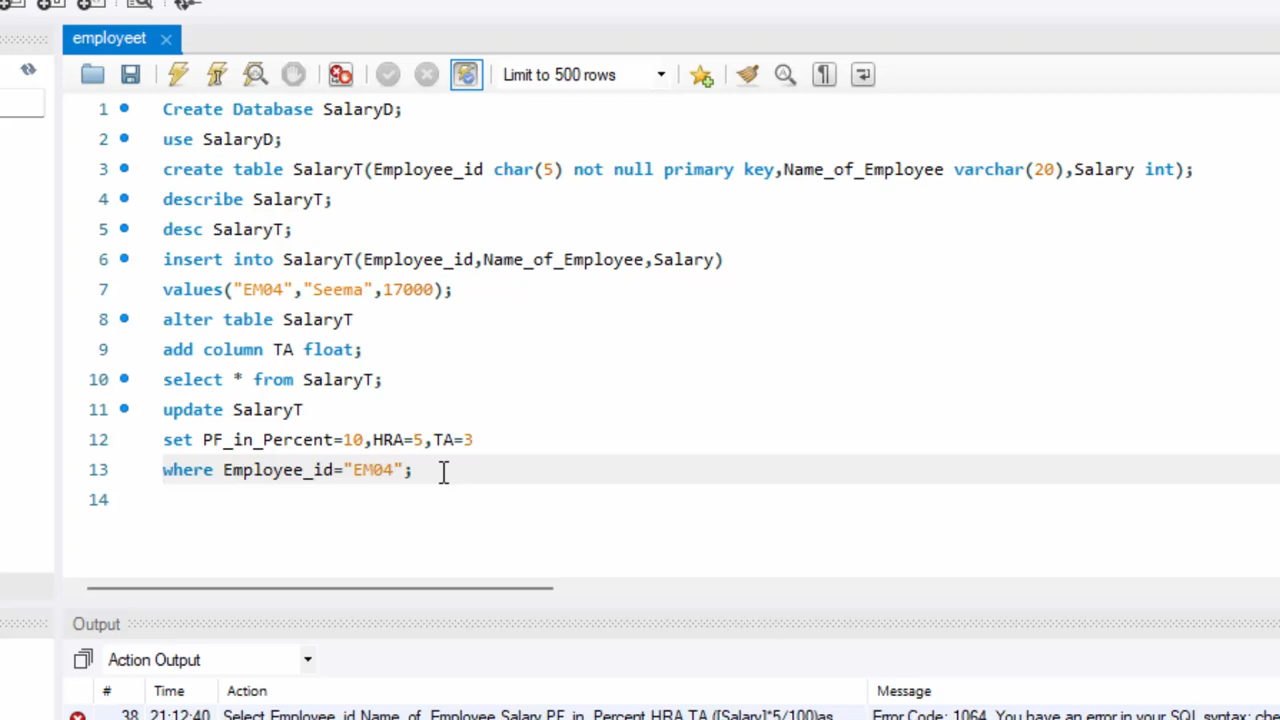 employeet
Limit to 500 rows
1 Create Database SalaryD;
2 use SalaryD;
3 create table SalaryT(Employee_id char(5) not null primary key,Name_of_Employee varchar(20),Salary int);
4 describe SalaryT;
5 desc SalaryT;
6 insert into SalaryT(Employee_id,Name_of_Employee,Salary)
7 values("EM04","Seema",17000);
8 alter table SalaryT
9 add column TA float;
10 select * from SalaryT;
11 update SalaryT
12 set PF_in_Percent=10,HRA=5,TA=3
13 where Employee_id="EM04";
14
Output
Action Output
# Time Action Message
38 21:12:40 Select Employee_id,Name_of_Employee,Salary,PF_in_Percent,HRA,TA,([Salary]*5/100)as Error Code: 1064. You have an error in your SQL syntax; che